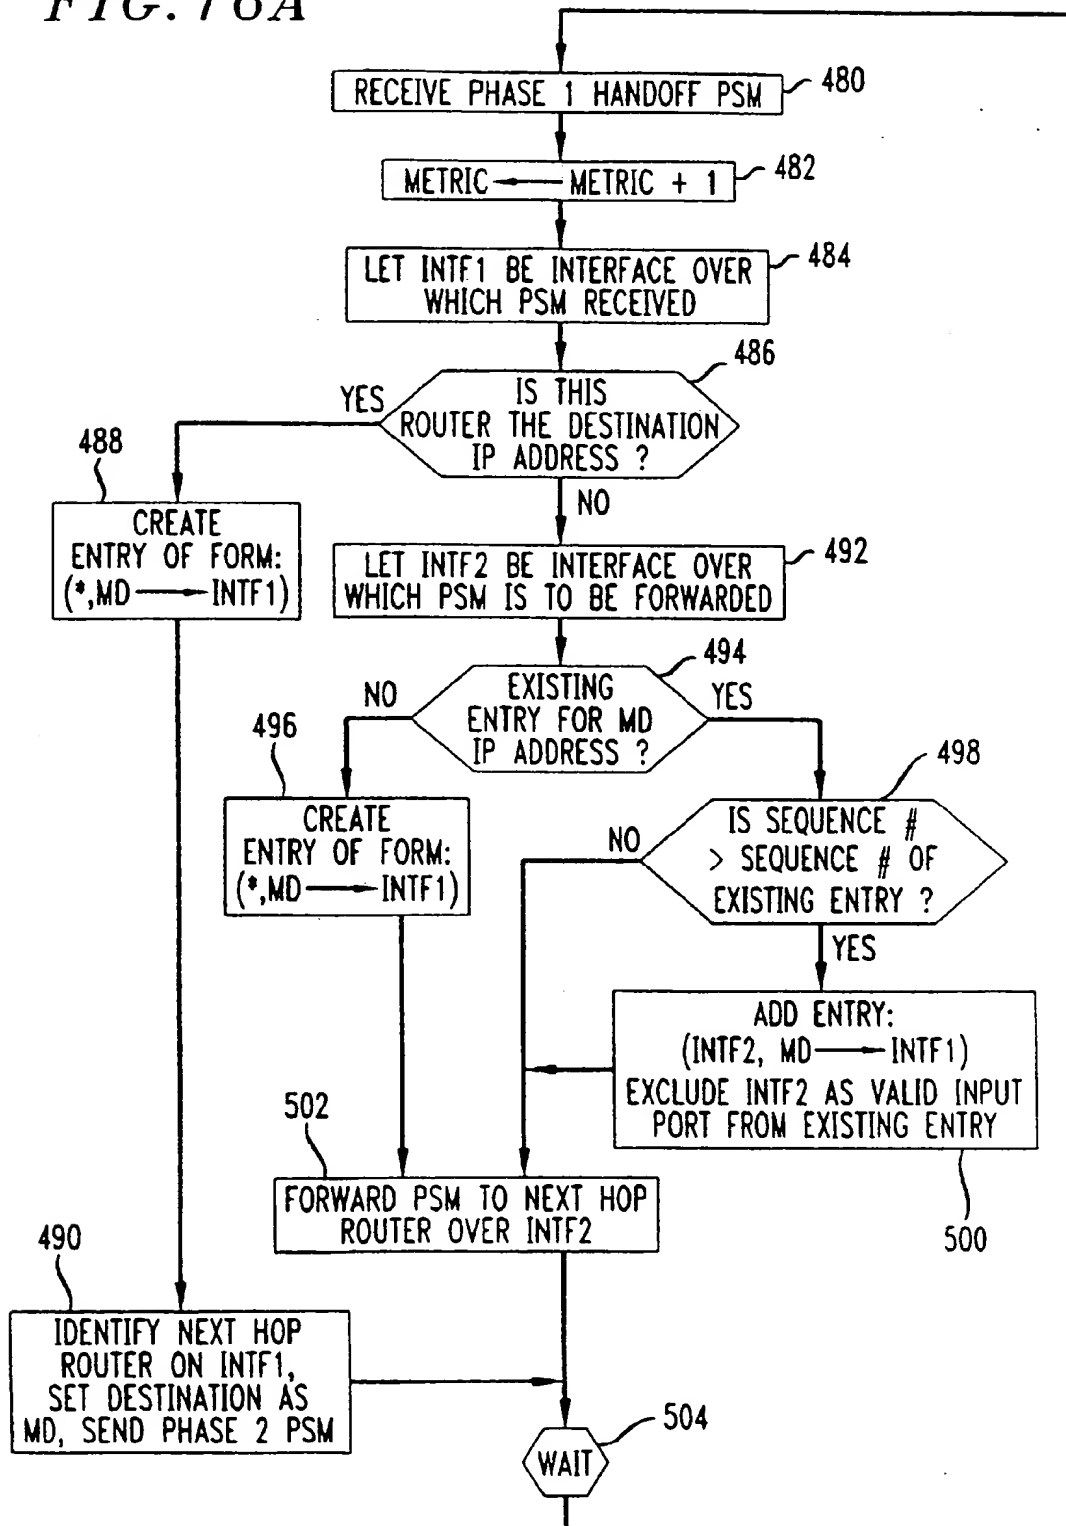 FIG. 16A
RECEIVE PHASE 1 HANDOFF PSM
480
METRIC ← METRIC + 1
482
LET INTF1 BE INTERFACE OVER
WHICH PSM RECEIVED
484
486
IS THIS
ROUTER THE DESTINATION
IP ADDRESS ?
YES
NO
488
CREATE
ENTRY OF FORM:
(*,MD → INTF1)
LET INTF2 BE INTERFACE OVER
WHICH PSM IS TO BE FORWARDED
492
494
EXISTING
ENTRY FOR MD
IP ADDRESS ?
NO
YES
496
CREATE
ENTRY OF FORM:
(*,MD → INTF1)
498
IS SEQUENCE #
> SEQUENCE # OF
EXISTING ENTRY ?
NO
YES
ADD ENTRY:
(INTF2, MD → INTF1)
EXCLUDE INTF2 AS VALID INPUT
PORT FROM EXISTING ENTRY
500
502
FORWARD PSM TO NEXT HOP
ROUTER OVER INTF2
490
IDENTIFY NEXT HOP
ROUTER ON INTF1,
SET DESTINATION AS
MD, SEND PHASE 2 PSM
504
WAIT